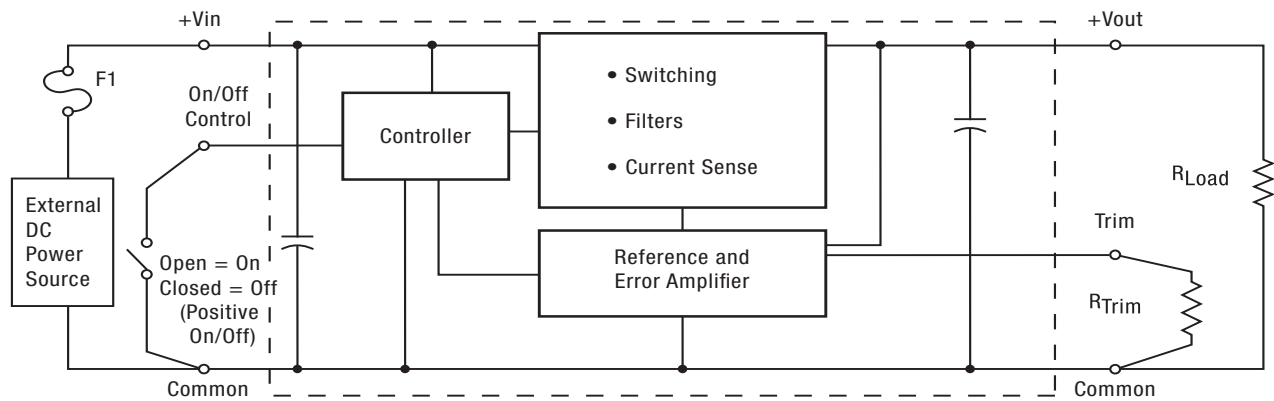 +Vin
+Vout
F1
On/Off
Control
Controller
• Switching
• Filters
• Current Sense
RLoad
External
DC
Power
Source
Open = On
Closed = Off
(Positive
On/Off)
Reference and
Error Amplifier
Trim
RTrim
Common
Common